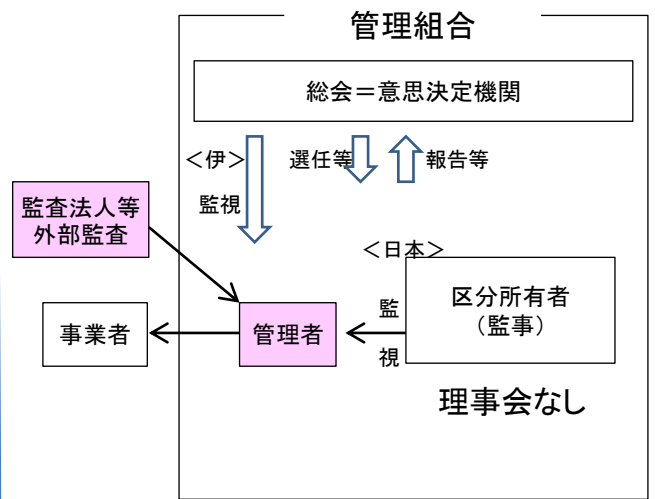 管理組合
総会＝意思決定機関
＜伊＞
監視
選任等
報告等
監査法人等
外部監査
＜日本＞
区分所有者
（監事）
監
視
事業者
管理者
理事会なし